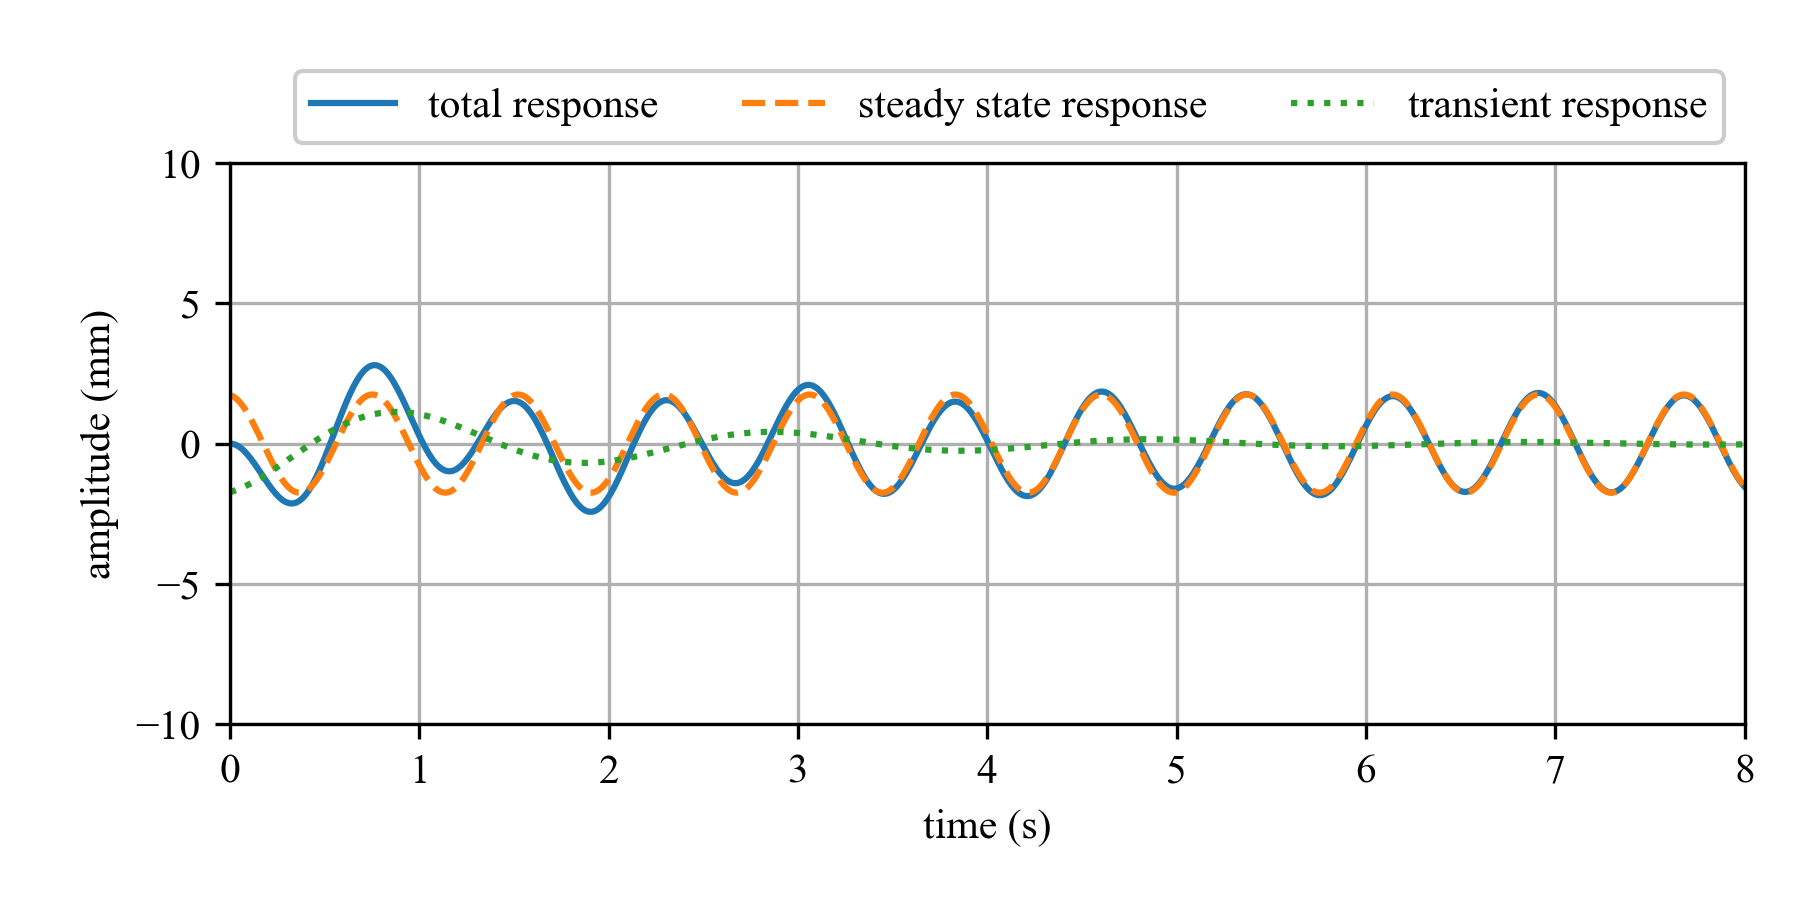 total response steady state response transient response
10
5
0
−5
−10
amplitude (mm)
0 1 2 3 4 5 6 7 8
time (s)